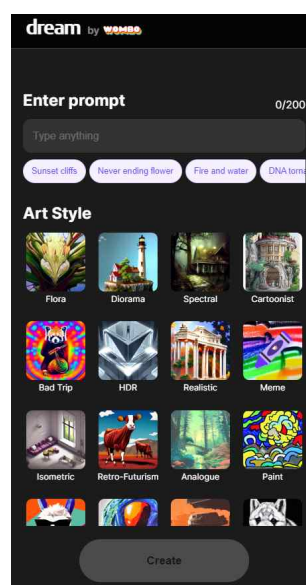 dream by WOMBO
Enter prompt
0/200
Type anything
Sunset cliffs Never ending flower Fire and water DNA torna
Art Style
Flora Diorama Spectral Cartoonist
Bad Trip HDR Realistic Meme
Isometric Retro-Futurism Analogue Paint
Create